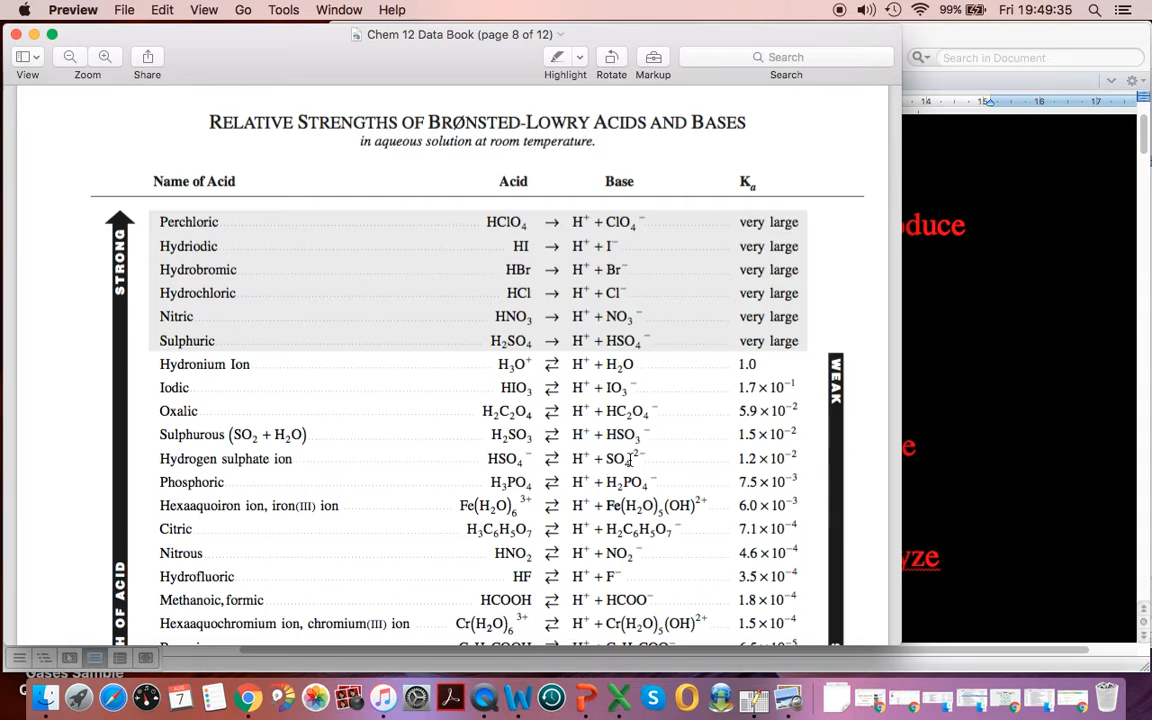 Preview File Edit View Go Tools Window Help 99% Fri 19:49:35
Chem 12 Data Book (page 8 of 12)
Search Search in Document
View Zoom Share Highlight Rotate Markup Search
14 15 16 17
RELATIVE STRENGTHS OF BRØNSTED-LOWRY ACIDS AND BASES
in aqueous solution at room temperature.
Name of Acid Acid Base Kₐ
Perchloric HClO₄ → H⁺ + ClO₄⁻ very large
Hydriodic HI → H⁺ + I⁻ very large
Hydrobromic HBr → H⁺ + Br⁻ very large
Hydrochloric HCl → H⁺ + Cl⁻ very large
Nitric HNO₃ → H⁺ + NO₃⁻ very large
Sulphuric H₂SO₄ → H⁺ + HSO₄⁻ very large
Hydronium Ion H₃O⁺ ⇄ H⁺ + H₂O 1.0
Iodic HIO₃ ⇄ H⁺ + IO₃⁻ 1.7×10⁻¹
Oxalic H₂C₂O₄ ⇄ H⁺ + HC₂O₄⁻ 5.9×10⁻²
Sulphurous (SO₂ + H₂O) H₂SO₃ ⇄ H⁺ + HSO₃⁻ 1.5×10⁻²
Hydrogen sulphate ion HSO₄⁻ ⇄ H⁺ + SO₄²⁻ 1.2×10⁻²
Phosphoric H₃PO₄ ⇄ H⁺ + H₂PO₄⁻ 7.5×10⁻³
Hexaaquoiron ion, iron(III) ion Fe(H₂O)₆³⁺ ⇄ H⁺ + Fe(H₂O)₅(OH)²⁺ 6.0×10⁻³
Citric H₃C₆H₅O₇ ⇄ H⁺ + H₂C₆H₅O₇⁻ 7.1×10⁻⁴
Nitrous HNO₂ ⇄ H⁺ + NO₂⁻ 4.6×10⁻⁴
Hydrofluoric HF ⇄ H⁺ + F⁻ 3.5×10⁻⁴
Methanoic, formic HCOOH ⇄ H⁺ + HCOO⁻ 1.8×10⁻⁴
Hexaaquochromium ion, chromium(III) ion Cr(H₂O)₆³⁺ ⇄ H⁺ + Cr(H₂O)₅(OH)²⁺ 1.5×10⁻⁴
STRONG
H OF ACID
WEAK
oduce
e
yze
Gases Sample